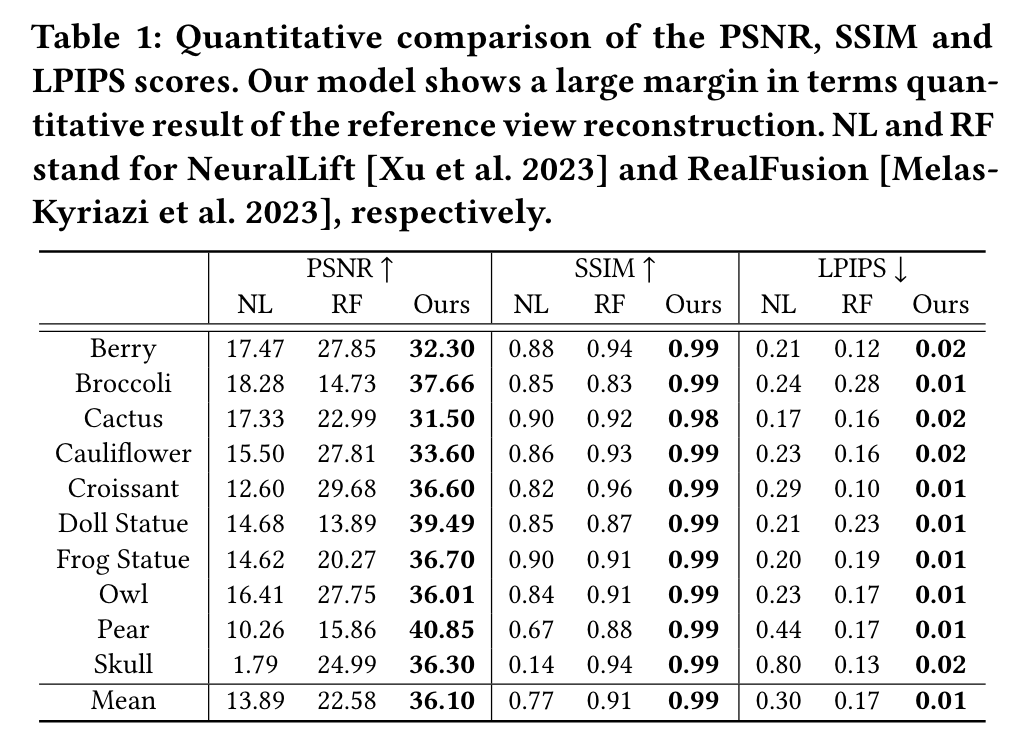 Table 1: Quantitative comparison of the PSNR, SSIM and
LPIPS scores. Our model shows a large margin in terms quan-
titative result of the reference view reconstruction. NL and RF
stand for NeuralLift [Xu et al. 2023] and RealFusion [Melas-
Kyriazi et al. 2023], respectively.
PSNR ↑ SSIM ↑ LPIPS ↓
NL RF Ours NL RF Ours NL RF Ours
Berry 17.47 27.85 32.30 0.88 0.94 0.99 0.21 0.12 0.02
Broccoli 18.28 14.73 37.66 0.85 0.83 0.99 0.24 0.28 0.01
Cactus 17.33 22.99 31.50 0.90 0.92 0.98 0.17 0.16 0.02
Cauliflower 15.50 27.81 33.60 0.86 0.93 0.99 0.23 0.16 0.02
Croissant 12.60 29.68 36.60 0.82 0.96 0.99 0.29 0.10 0.01
Doll Statue 14.68 13.89 39.49 0.85 0.87 0.99 0.21 0.23 0.01
Frog Statue 14.62 20.27 36.70 0.90 0.91 0.99 0.20 0.19 0.01
Owl 16.41 27.75 36.01 0.84 0.91 0.99 0.23 0.17 0.01
Pear 10.26 15.86 40.85 0.67 0.88 0.99 0.44 0.17 0.01
Skull 1.79 24.99 36.30 0.14 0.94 0.99 0.80 0.13 0.02
Mean 13.89 22.58 36.10 0.77 0.91 0.99 0.30 0.17 0.01